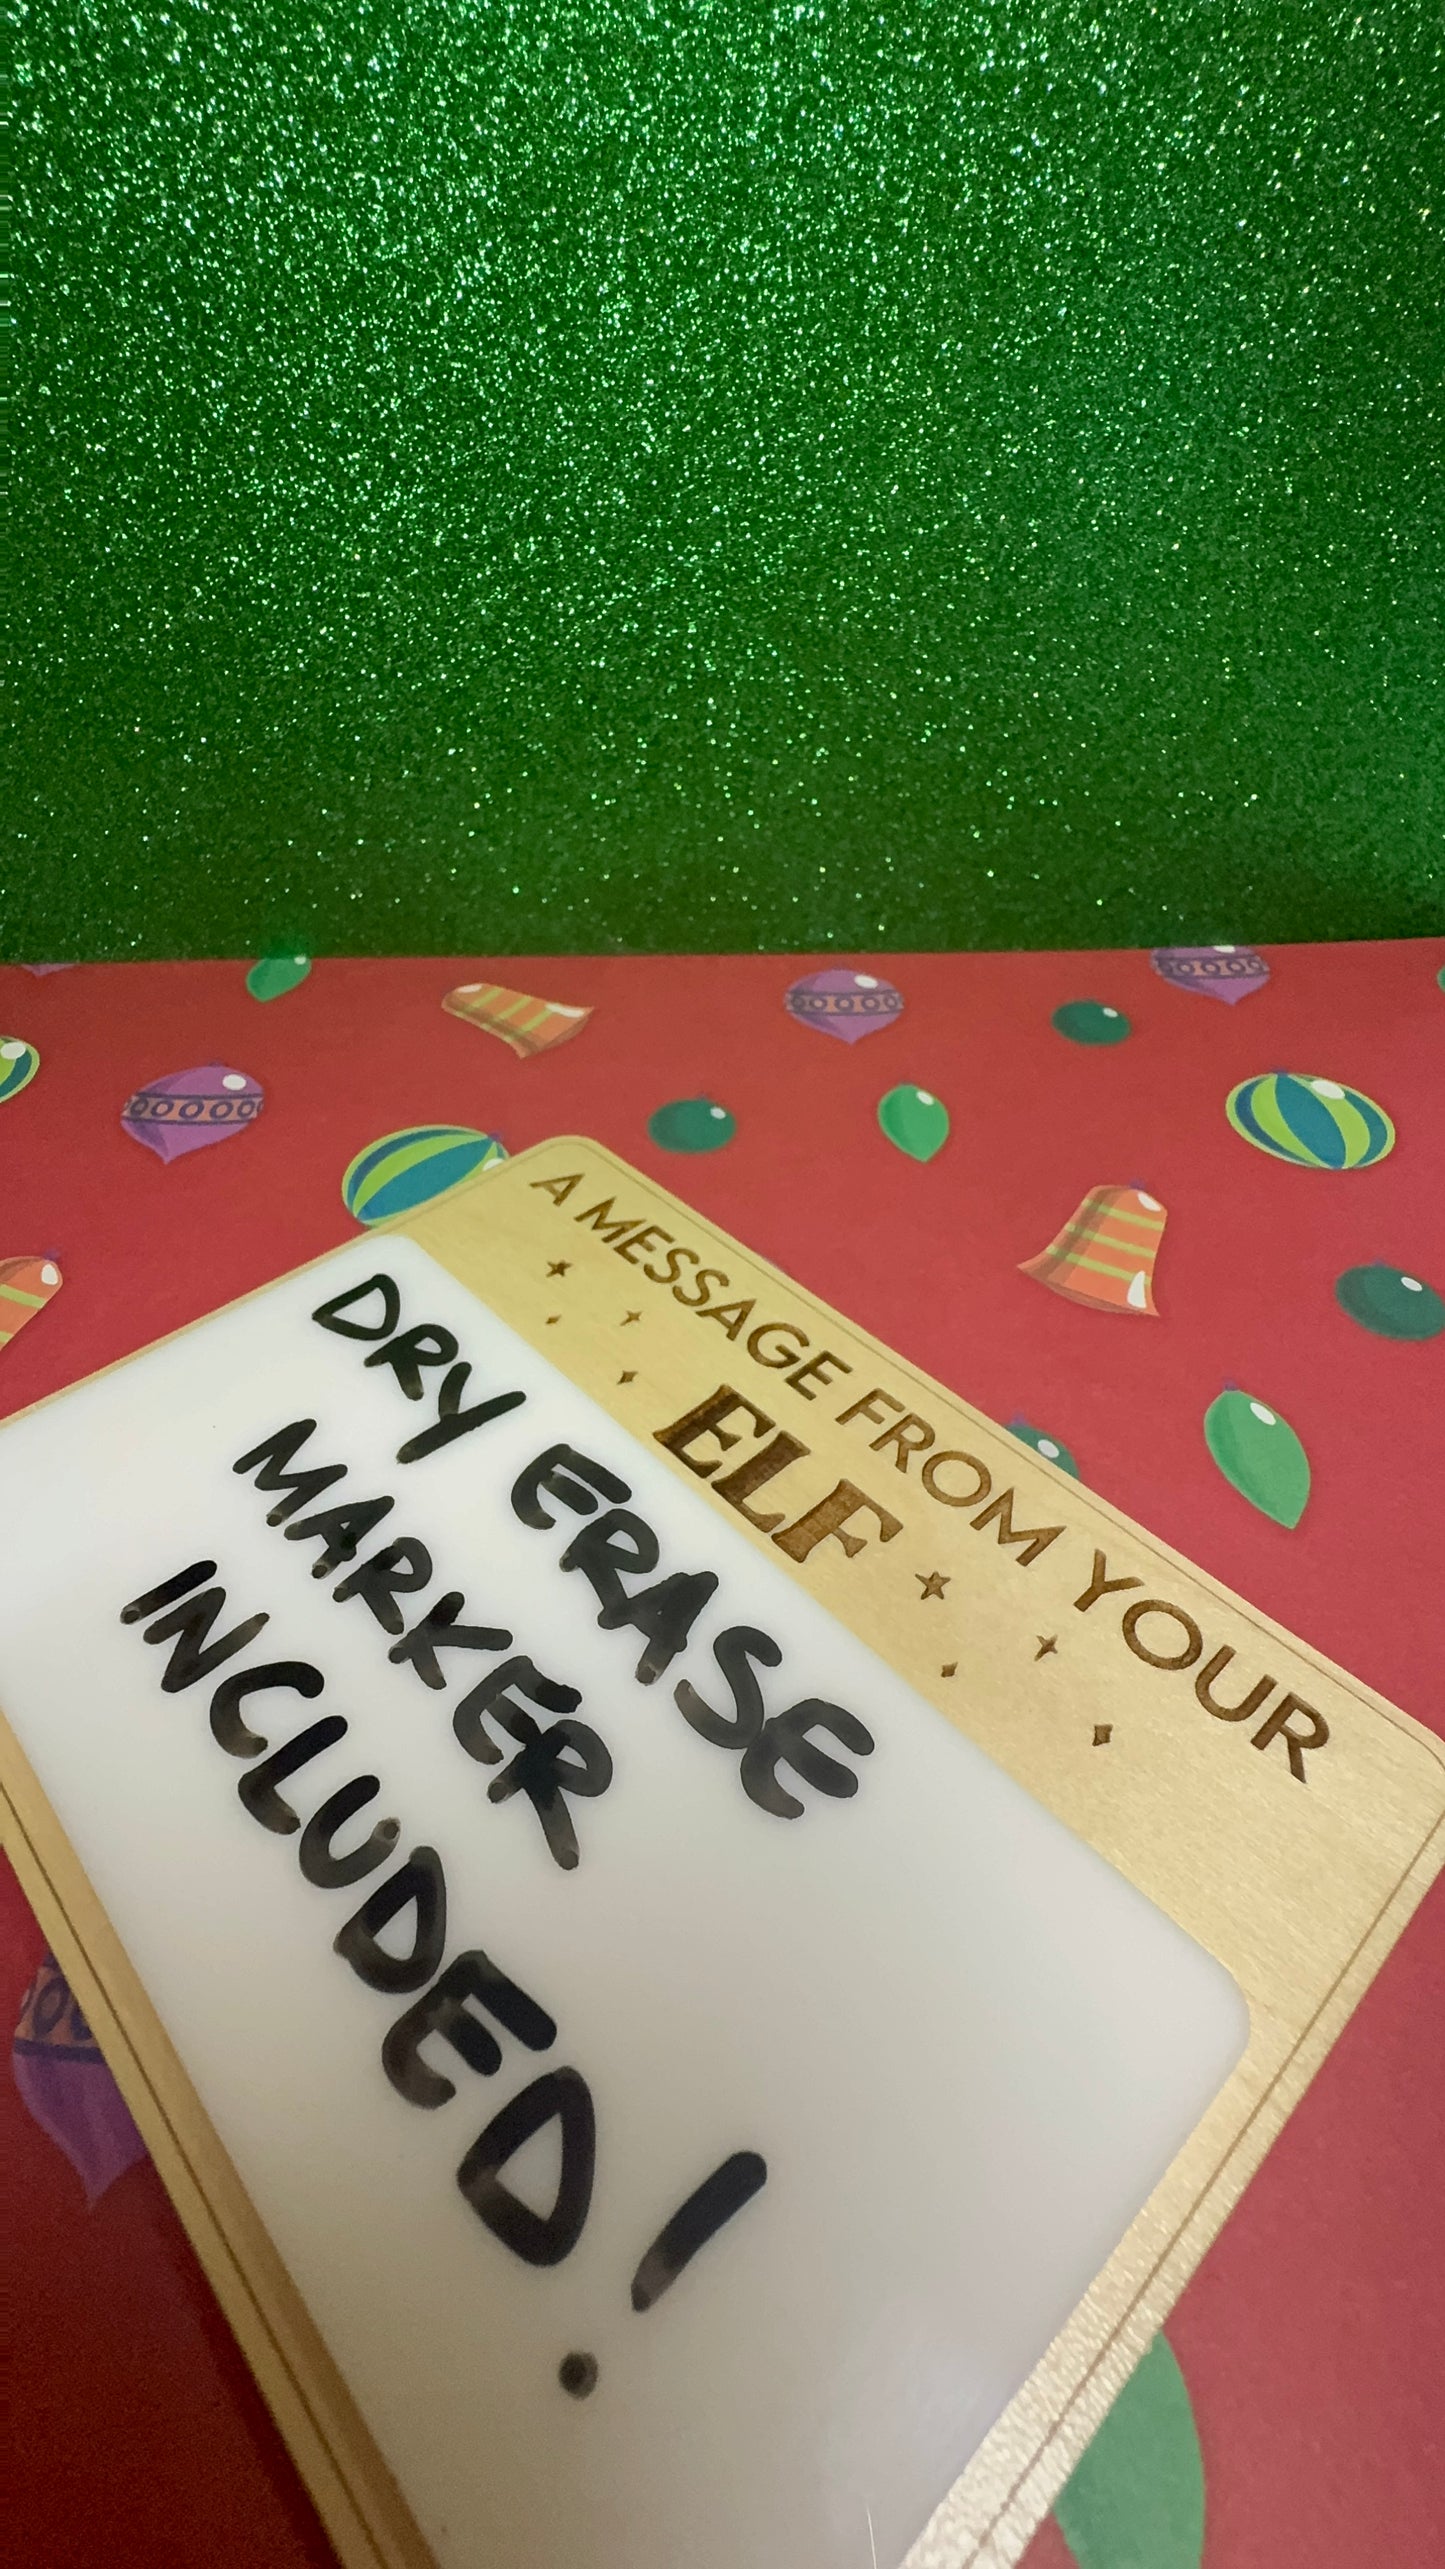 A MESSAGE FROM YOUR
ELF
DRY ERASE
MARKER
INCLUDED!